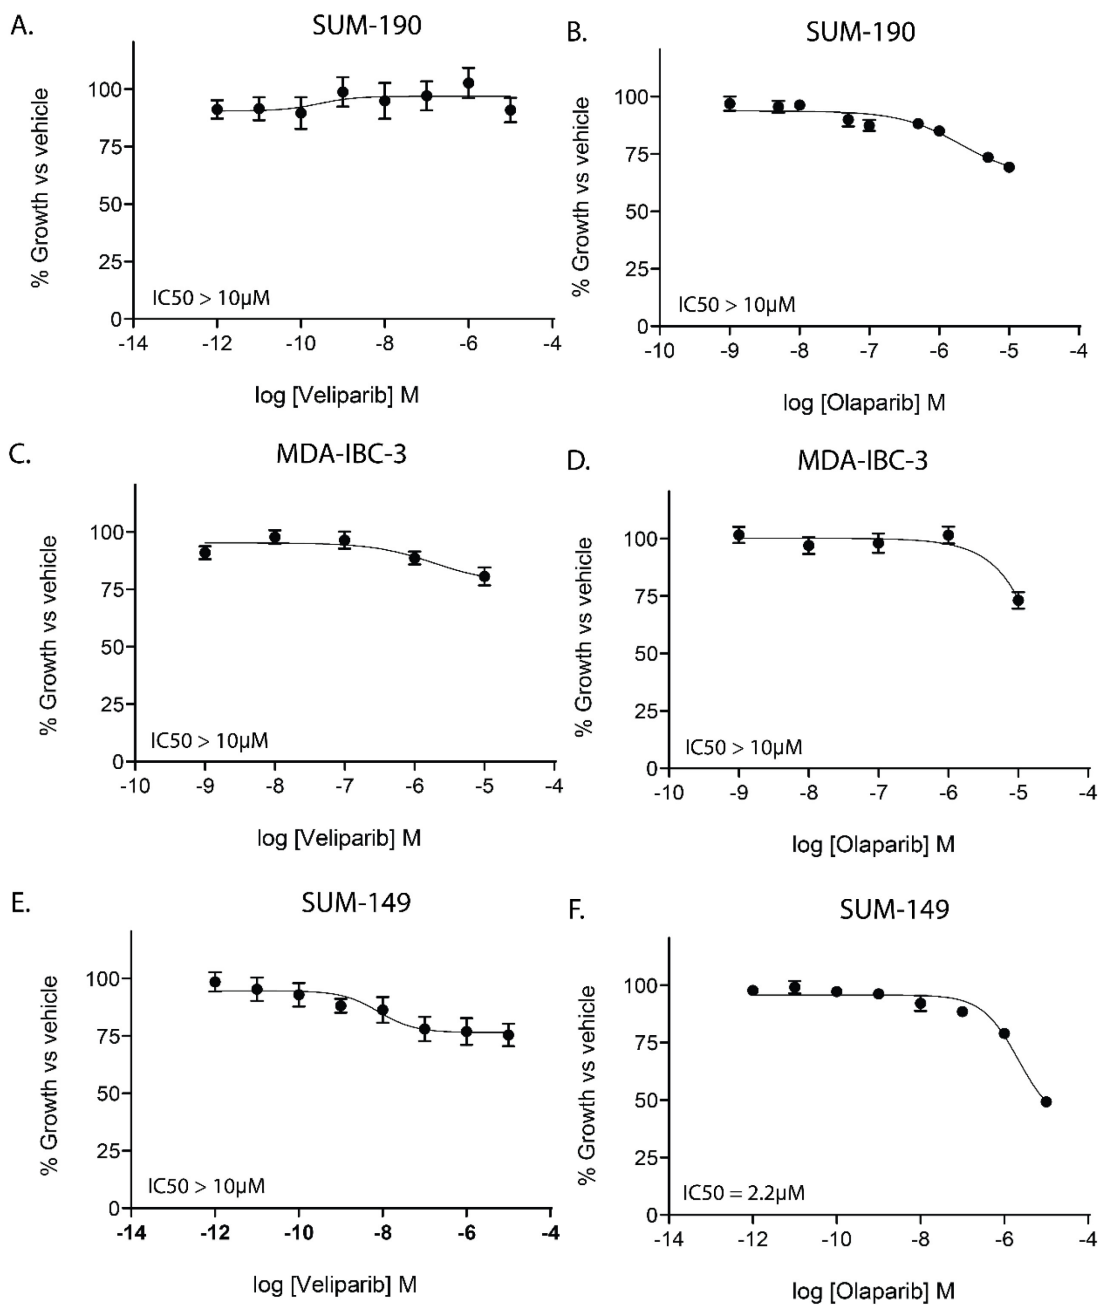 A.
SUM-190
% Growth vs vehicle
100
75
50
25
0
IC50 > 10µM
-14 -12 -10 -8 -6 -4
log [Veliparib] M
B.
SUM-190
% Growth vs vehicle
100
75
50
25
0
IC50 > 10µM
-10 -9 -8 -7 -6 -5 -4
log [Olaparib] M
C.
MDA-IBC-3
% Growth vs vehicle
100
75
50
25
0
IC50 > 10µM
-10 -9 -8 -7 -6 -5 -4
log [Veliparib] M
D.
MDA-IBC-3
% Growth vs vehicle
100
75
50
25
0
IC50 > 10µM
-10 -9 -8 -7 -6 -5 -4
log [Olaparib] M
E.
SUM-149
% Growth vs vehicle
100
75
50
25
0
IC50 > 10µM
-14 -12 -10 -8 -6 -4
log [Veliparib] M
F.
SUM-149
% Growth vs vehicle
100
75
50
25
0
IC50 = 2.2µM
-14 -12 -10 -8 -6 -4
log [Olaparib] M